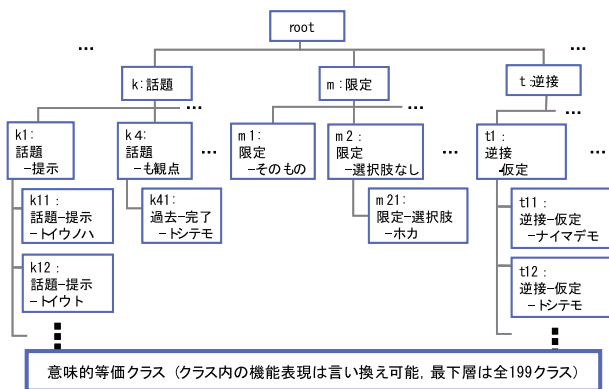 root
… …
k:話題
m:限定
t:逆接
… … …
k1:
話題
-提示
k4:
話題
-も観点
…
m1:
限定
-そのもの
m2:
限定
-選択肢なし
…
t1:
逆接
-仮定
…
k11:
話題-提示
-トイウノハ
k41:
過去-完了
-トシテモ
m21:
限定-選択肢
-ホカ
t11:
逆接-仮定
-ナイマデモ
k12:
話題-提示
-トイウト
t12:
逆接-仮定
-トシテモ
意味的等価クラス (クラス内の機能表現は言い換え可能, 最下層は全199クラス)